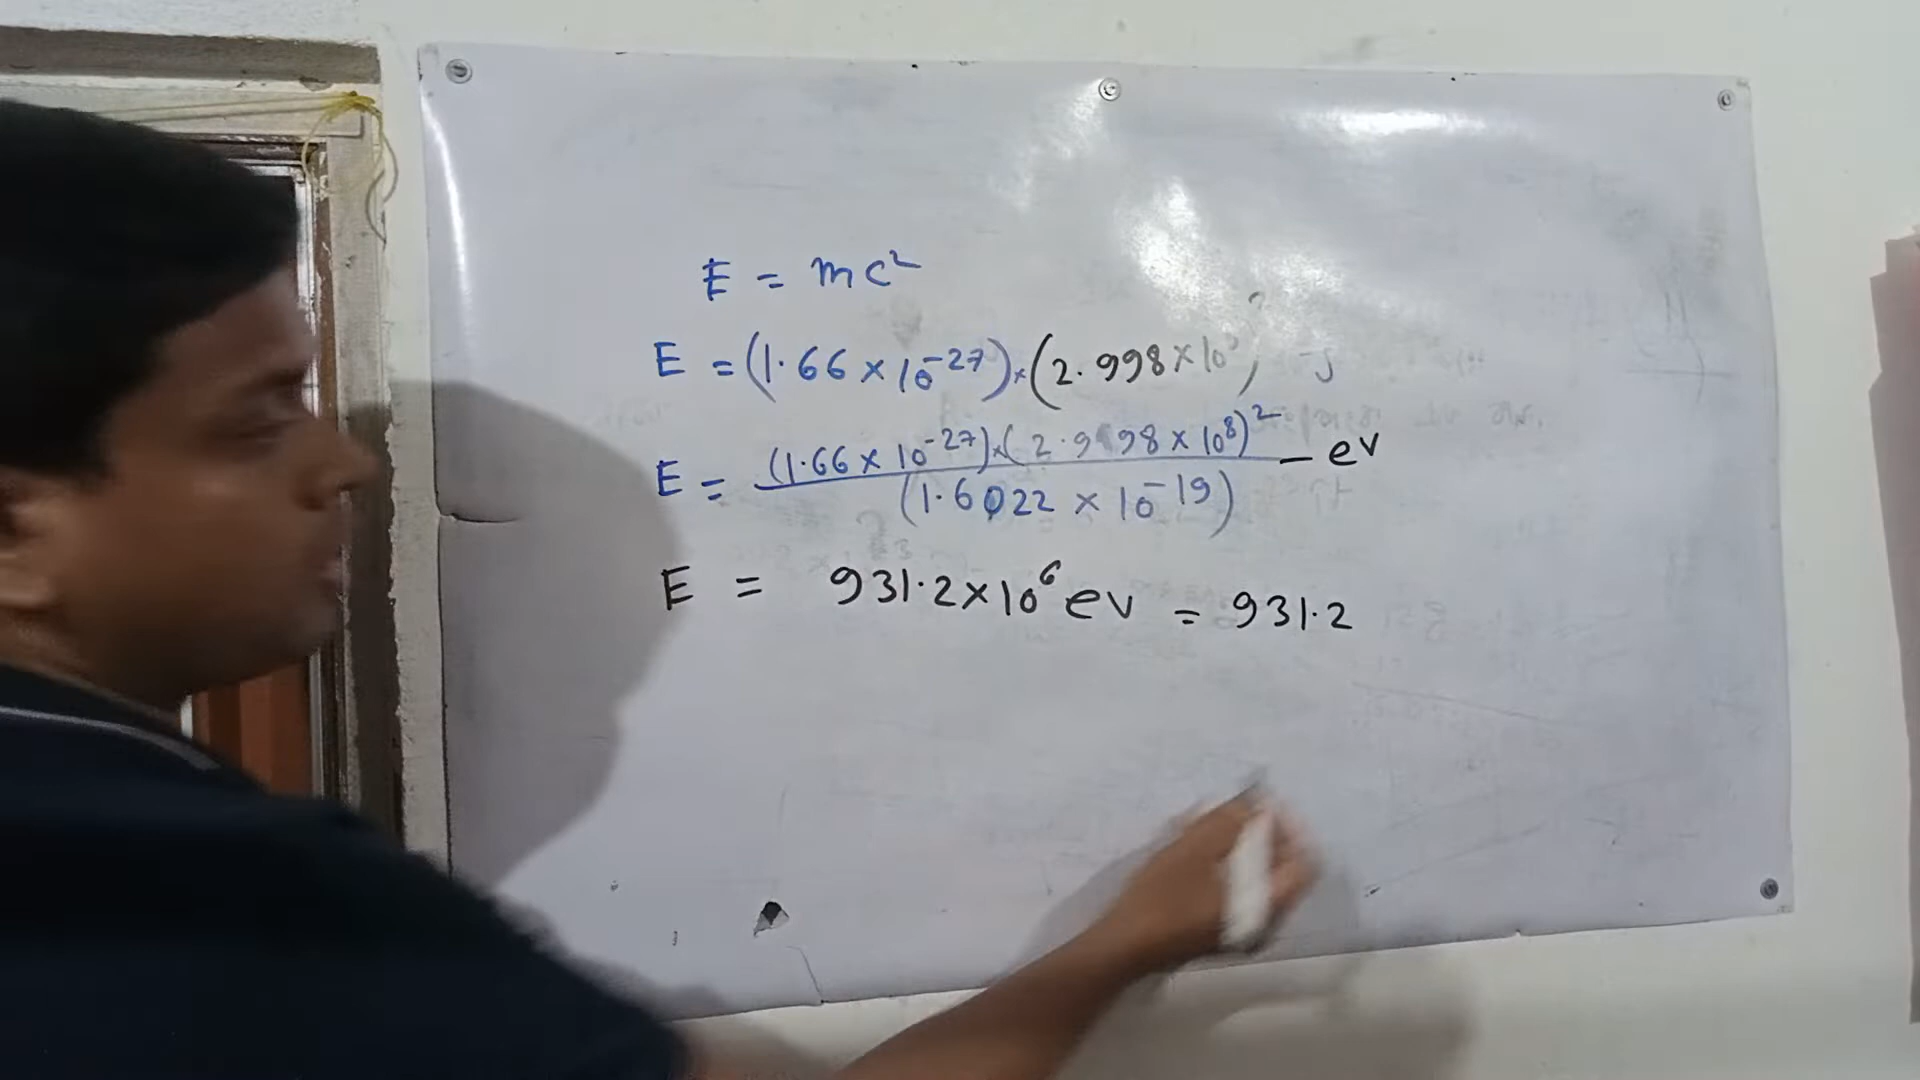 E = mc²
E = (1.66 × 10⁻²⁷) × (2.998 × 10⁸)² J
E = (1.66 × 10⁻²⁷) × (2.998 × 10⁸)² / (1.6022 × 10⁻¹⁹) – ev
E = 931.2 × 10⁶ ev = 931.2